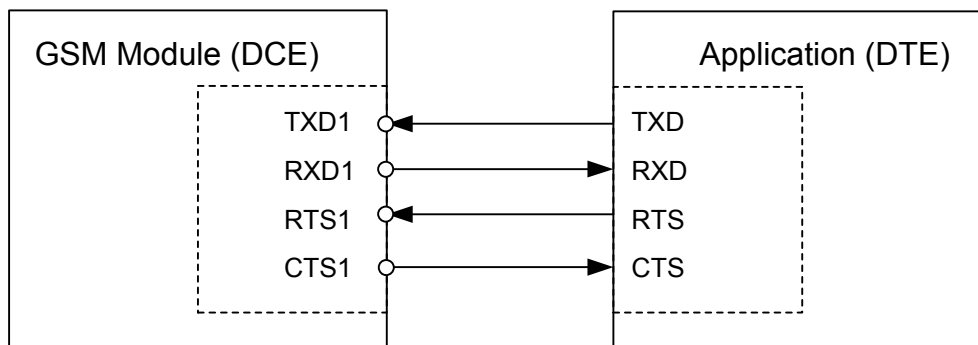 GSM Module (DCE)
Application (DTE)
TXD1
TXD
RXD1
RXD
RTS1
RTS
CTS1
CTS